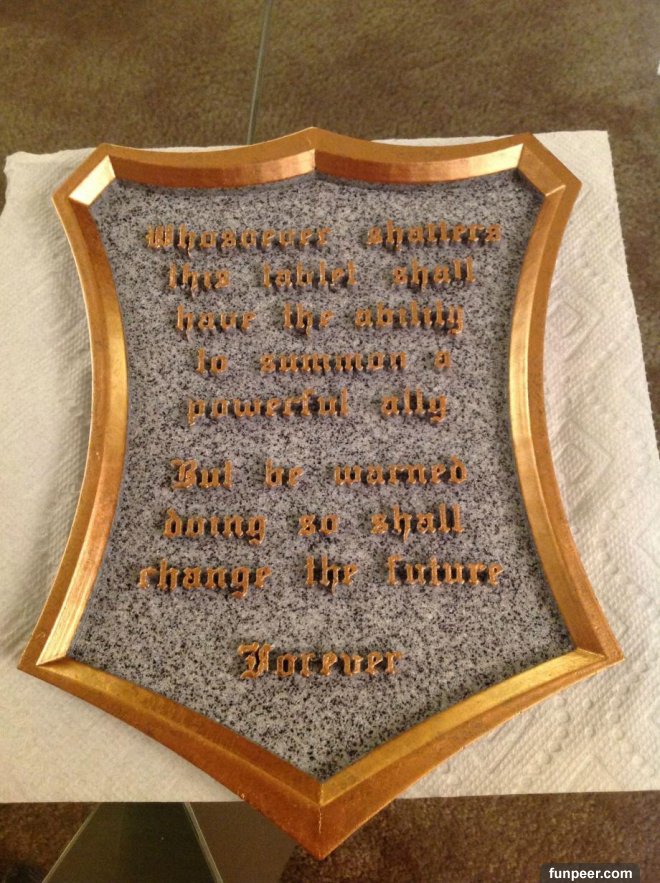 Whosoever shatters
this tablet shall
have the ability
to summon a
powerful ally
But be warned
doing so shall
change the future
Forever
funpeer.com